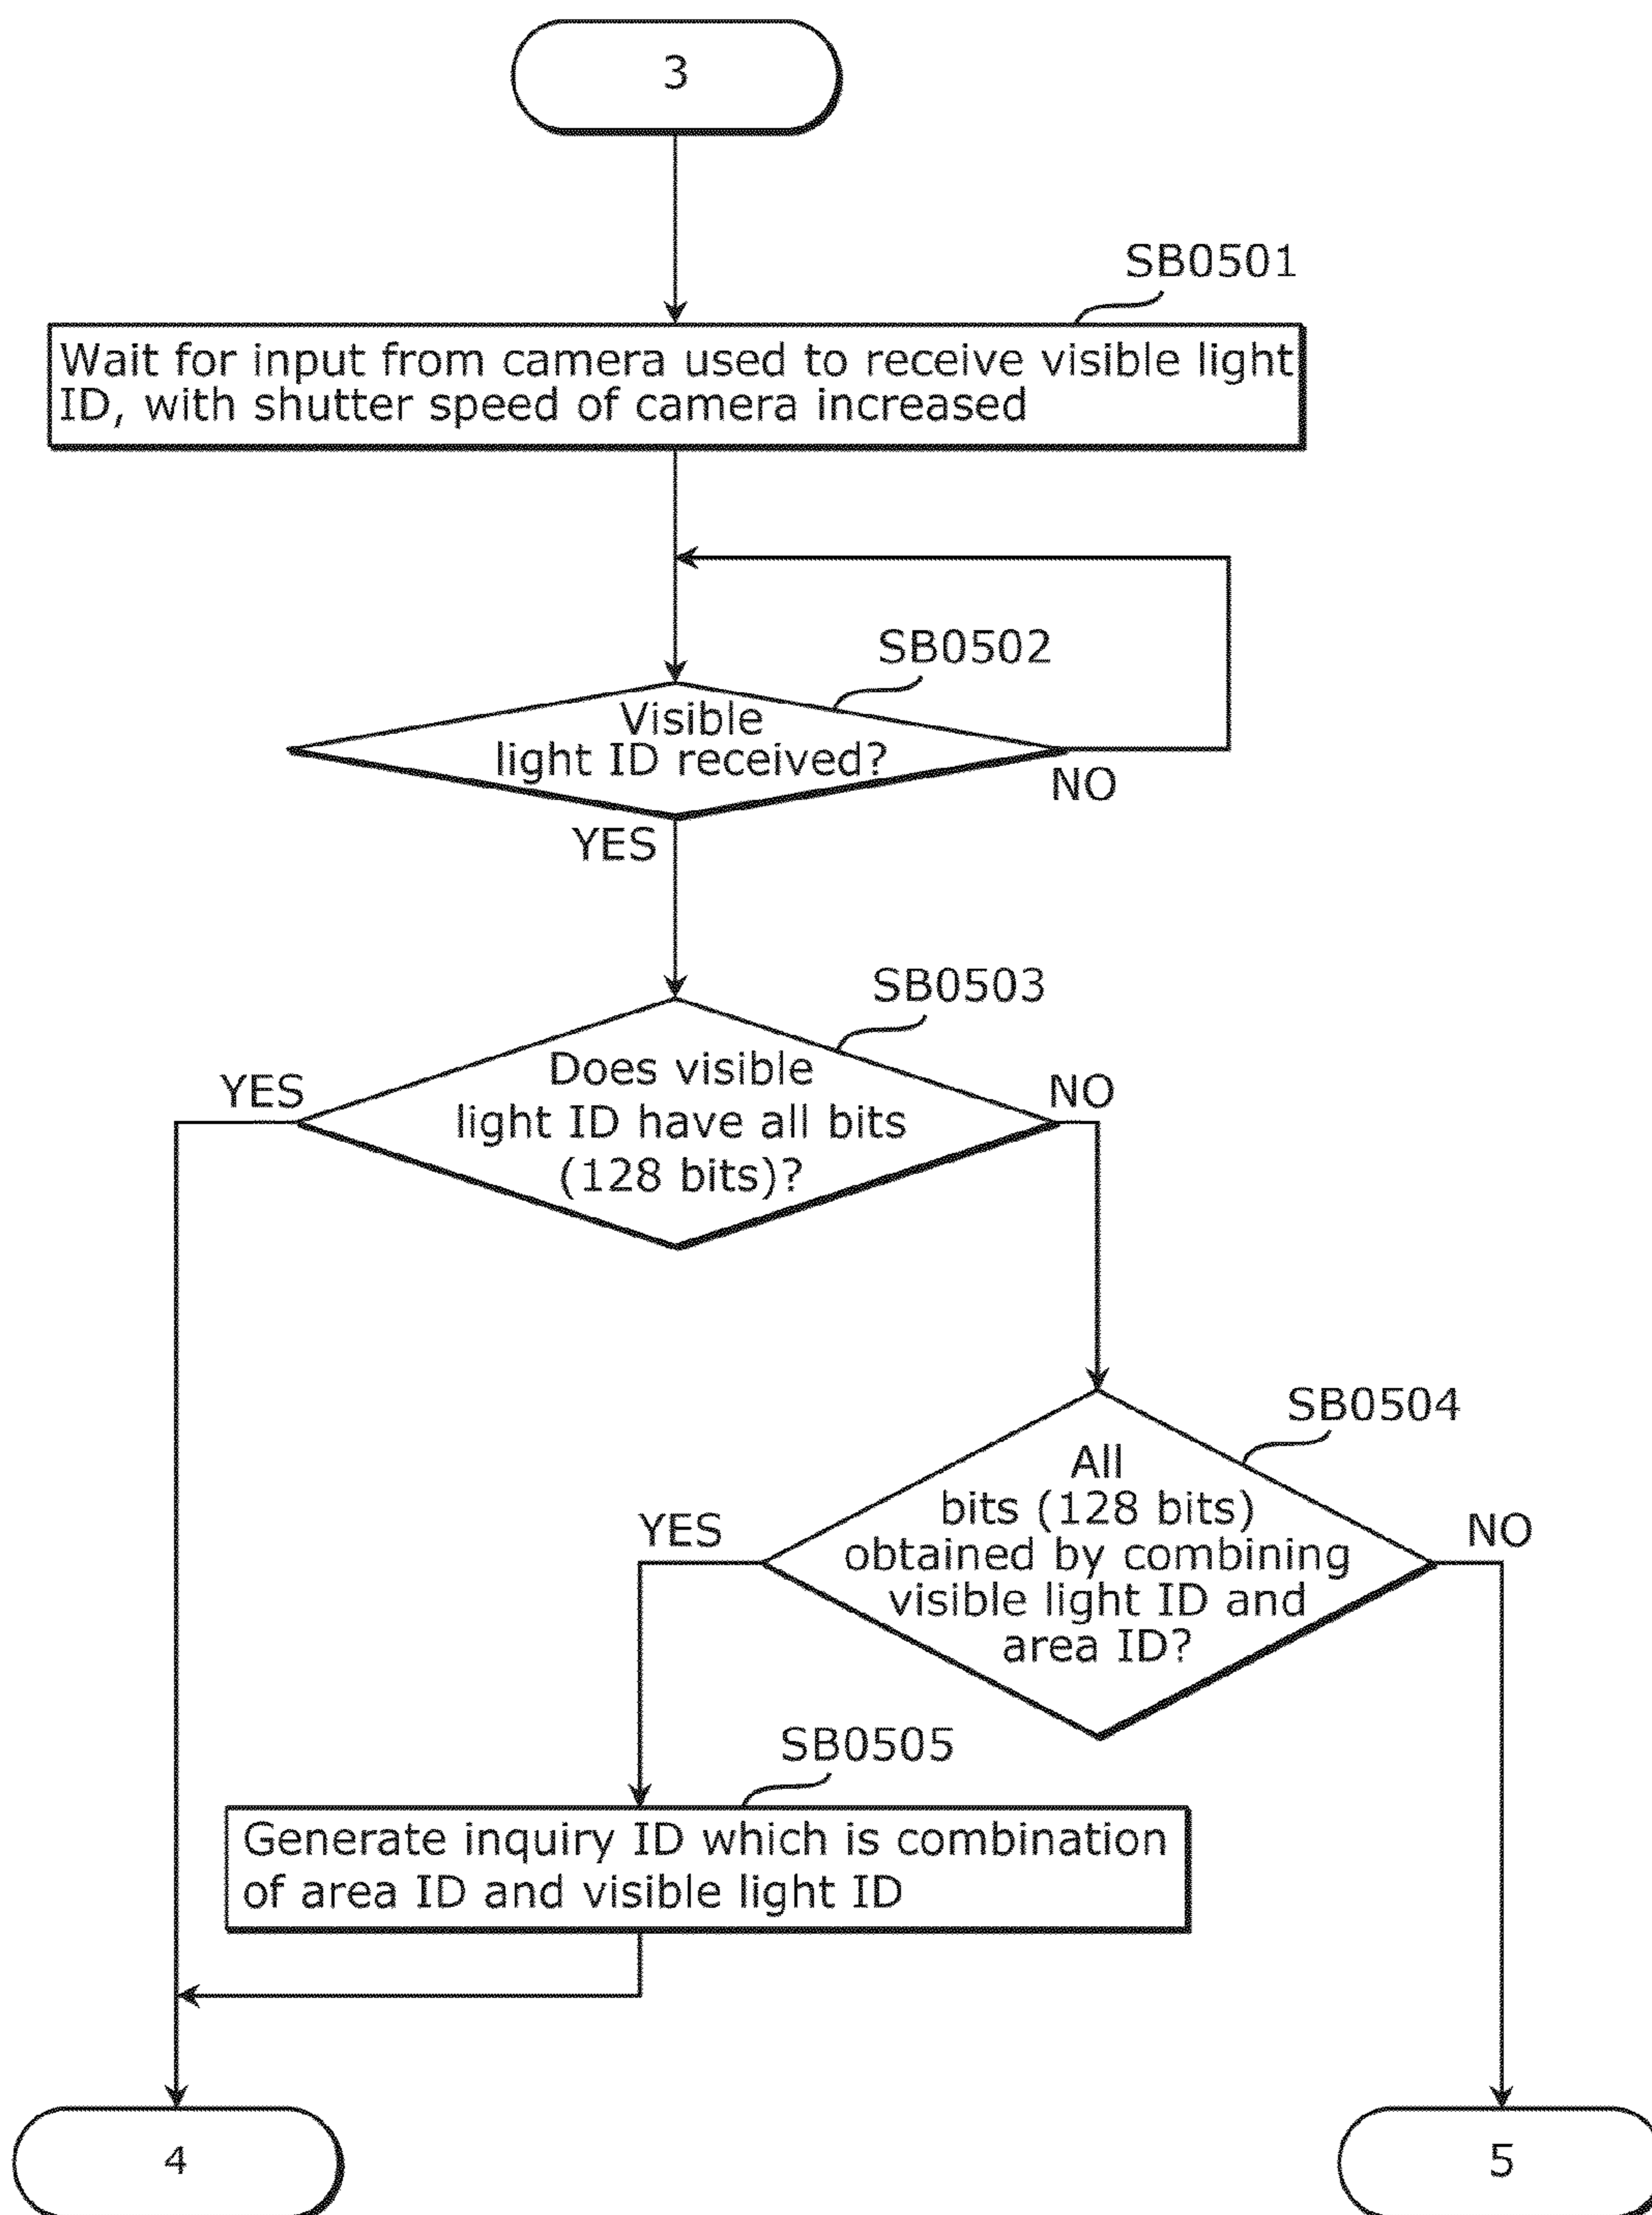 3
SB0501
Wait for input from camera used to receive visible light
ID, with shutter speed of camera increased
SB0502
Visible
light ID received?
NO
YES
SB0503
YES
Does visible
light ID have all bits
(128 bits)?
NO
SB0504
YES
All
bits (128 bits)
obtained by combining
visible light ID and
area ID?
NO
SB0505
Generate inquiry ID which is combination
of area ID and visible light ID
4
5